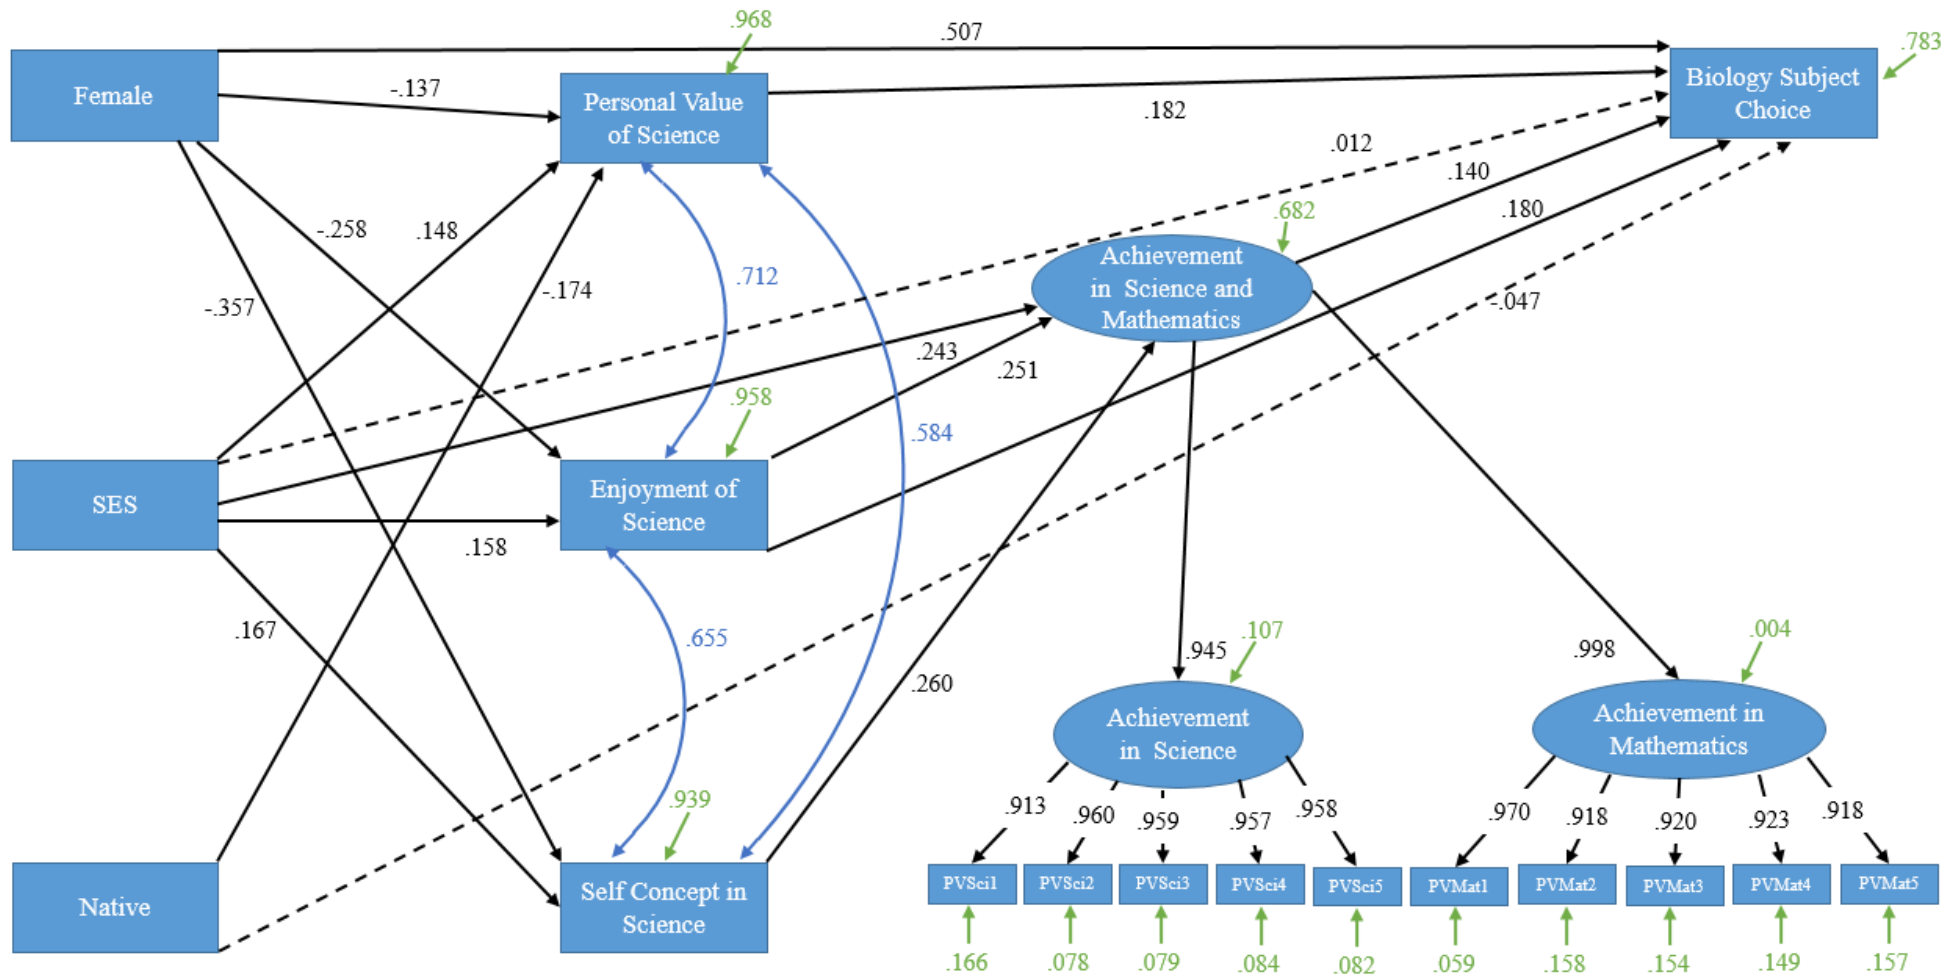 .968
.507
.783
Female
-.137
Personal Value
of Science
.182
Biology Subject
Choice
.012
.140
.180
.682
-.258
.148
-.357
-.174
.712
Achievement
in Science and
Mathematics
-.047
.243
.251
.958
.584
SES
Enjoyment of
Science
.158
.167
.655
.260
.945
.107
.998
.004
Achievement
in Science
Achievement in
Mathematics
.939
.913
.960
.959
.957
.958
.970
.918
.920
.923
.918
Native
Self Concept in
Science
PVSci1
PVSci2
PVSci3
PVSci4
PVSci5
PVMat1
PVMat2
PVMat3
PVMat4
PVMat5
.166
.078
.079
.084
.082
.059
.158
.154
.149
.157